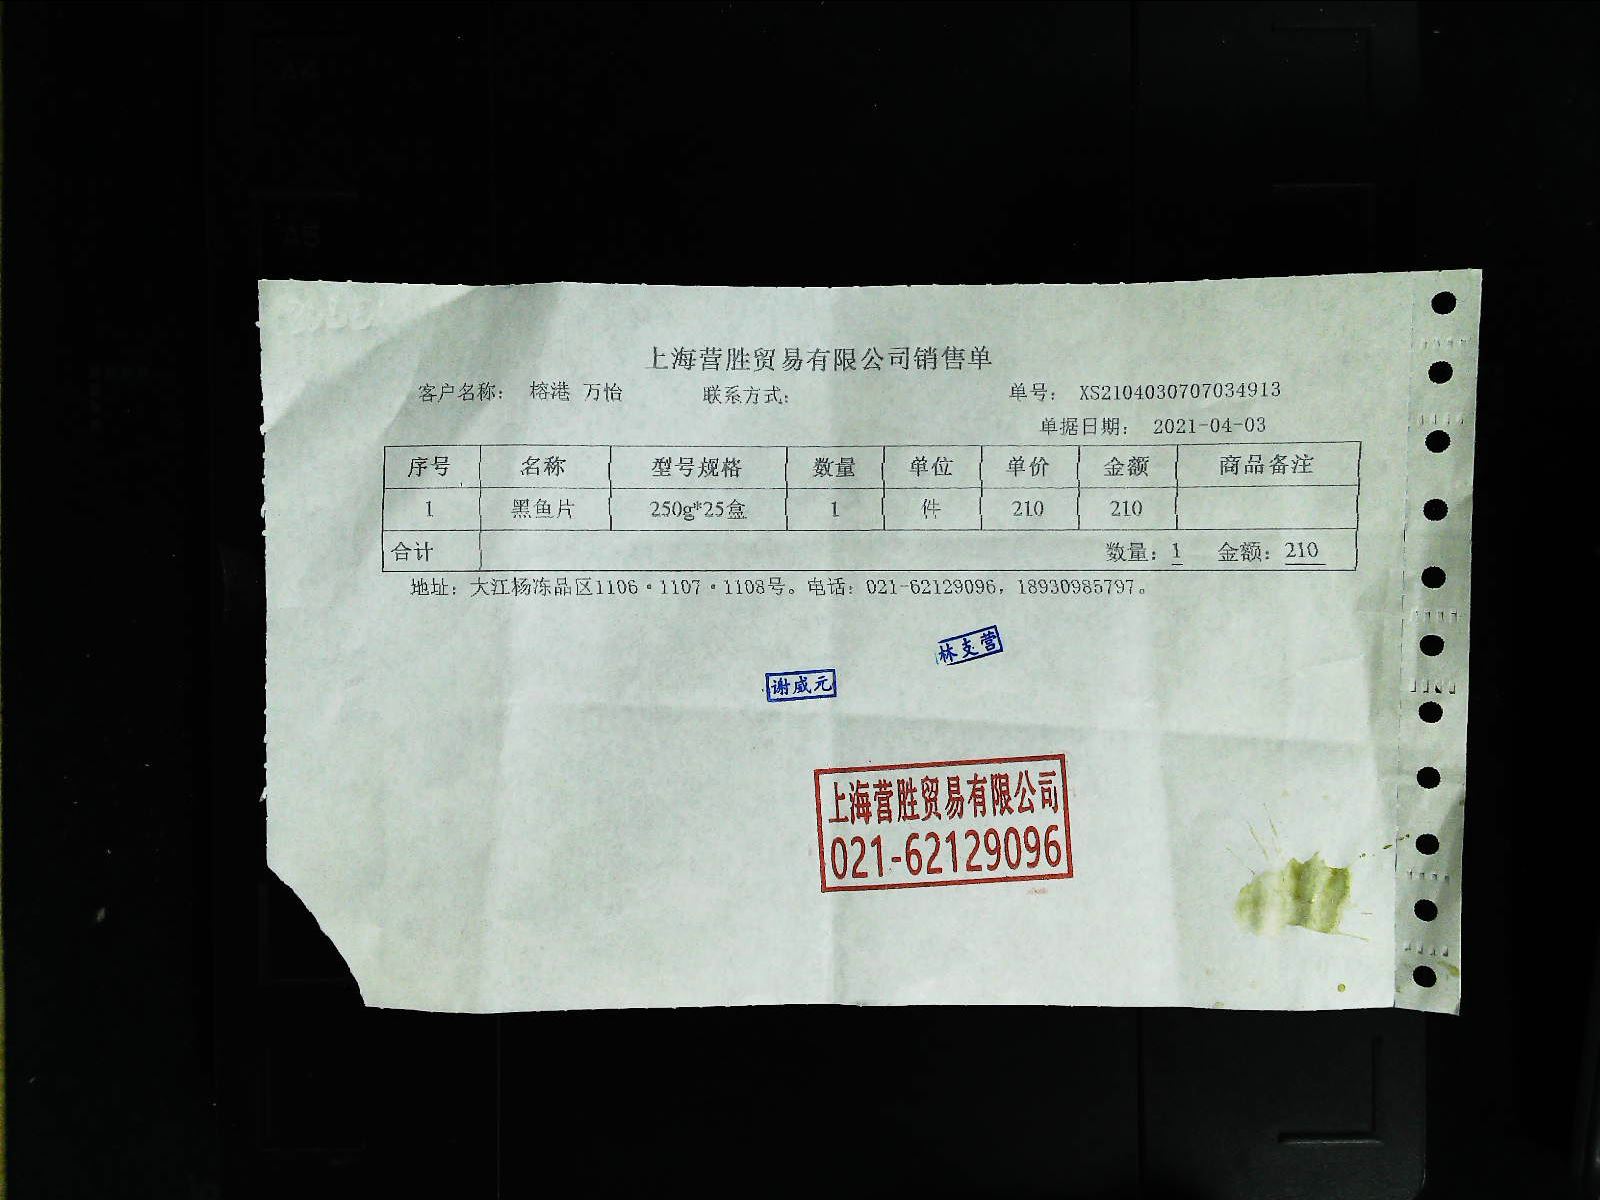 上海营胜贸易有限公司销售单
客户名称： 榕港 万怡 联系方式： 单号： XS2104030707034913
单据日期： 2021-04-03
序号 名称 型号规格 数量 单位 单价 金额 商品备注
1 黑鱼片 250g*25盒 1 件 210 210
合计 数量：1 金额：210
地址：大江杨冻品区1106·1107·1108号。电话：021-62129096，18930985797。
林支营
谢威元
上海营胜贸易有限公司
021-62129096
A5